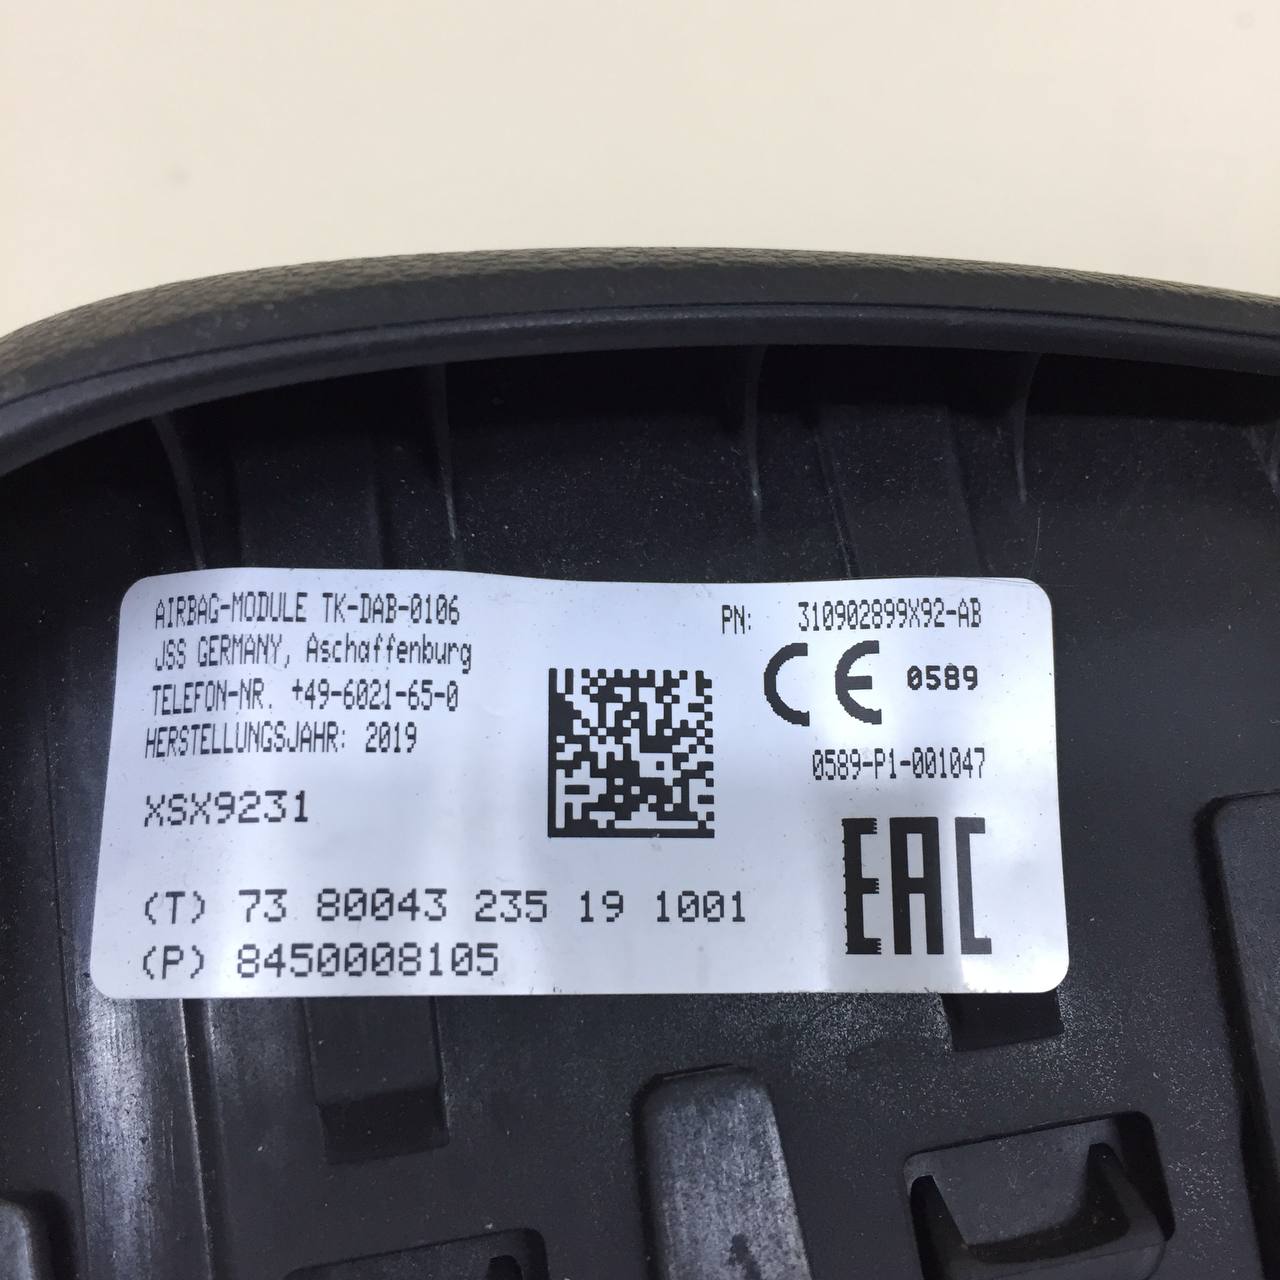 AIRBAG-MODULE TK-DAB-0106
JSS GERMANY, Aschaffenburg
TELEFON-NR. +49-6021-65-0
HERSTELLUNGSJAHR: 2019
XSX9231
PN: 310902899X92-AB
CE 0589
0589-P1-001047
EAC
(T) 73 80043 235 19 1001
(P) 8450008105